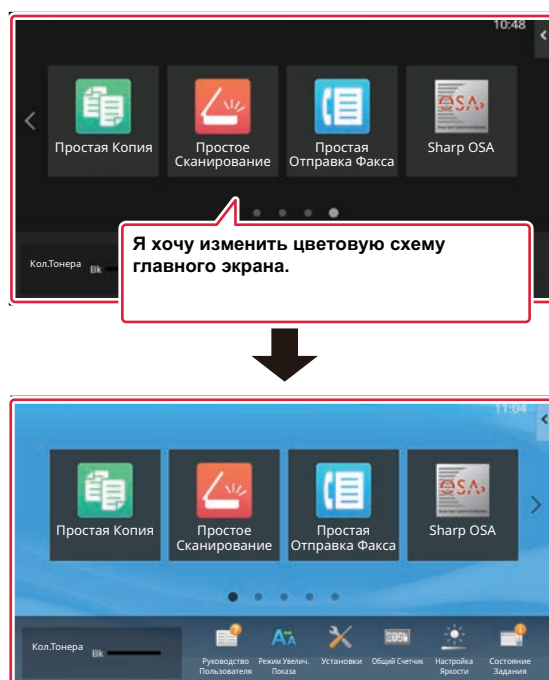 10:48
Простая Копия
Простое
Сканирование
Простая
Отправка Факса
Sharp OSA
OSA
Я хочу изменить цветовую схему
главного экрана.
Кол.Тонера
Bk
11:04
Простая Копия
Простое
Сканирование
Простая
Отправка Факса
Sharp OSA
OSA
Кол.Тонера
Bk
Руководство
Пользователя
Режим Увелич.
Показа
Установки
Общий Счетчик
Настройка
Яркости
Состояние
Задания